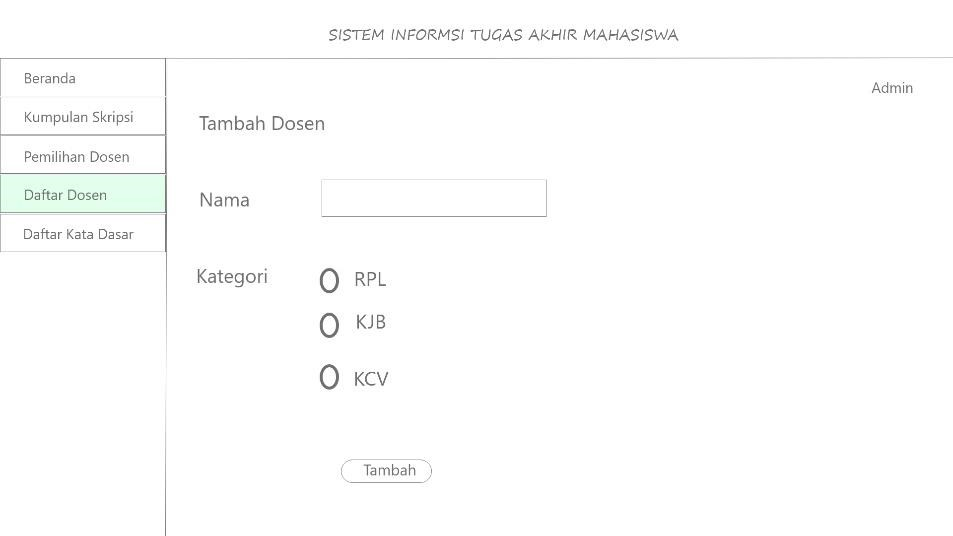 SISTEM INFORMSI TUGAS AKHIR MAHASISWA
Beranda
Kumpulan Skripsi
Pemilihan Dosen
Daftar Dosen
Daftar Kata Dasar
Admin
Tambah Dosen
Nama
Kategori
RPL
KJB
KCV
Tambah